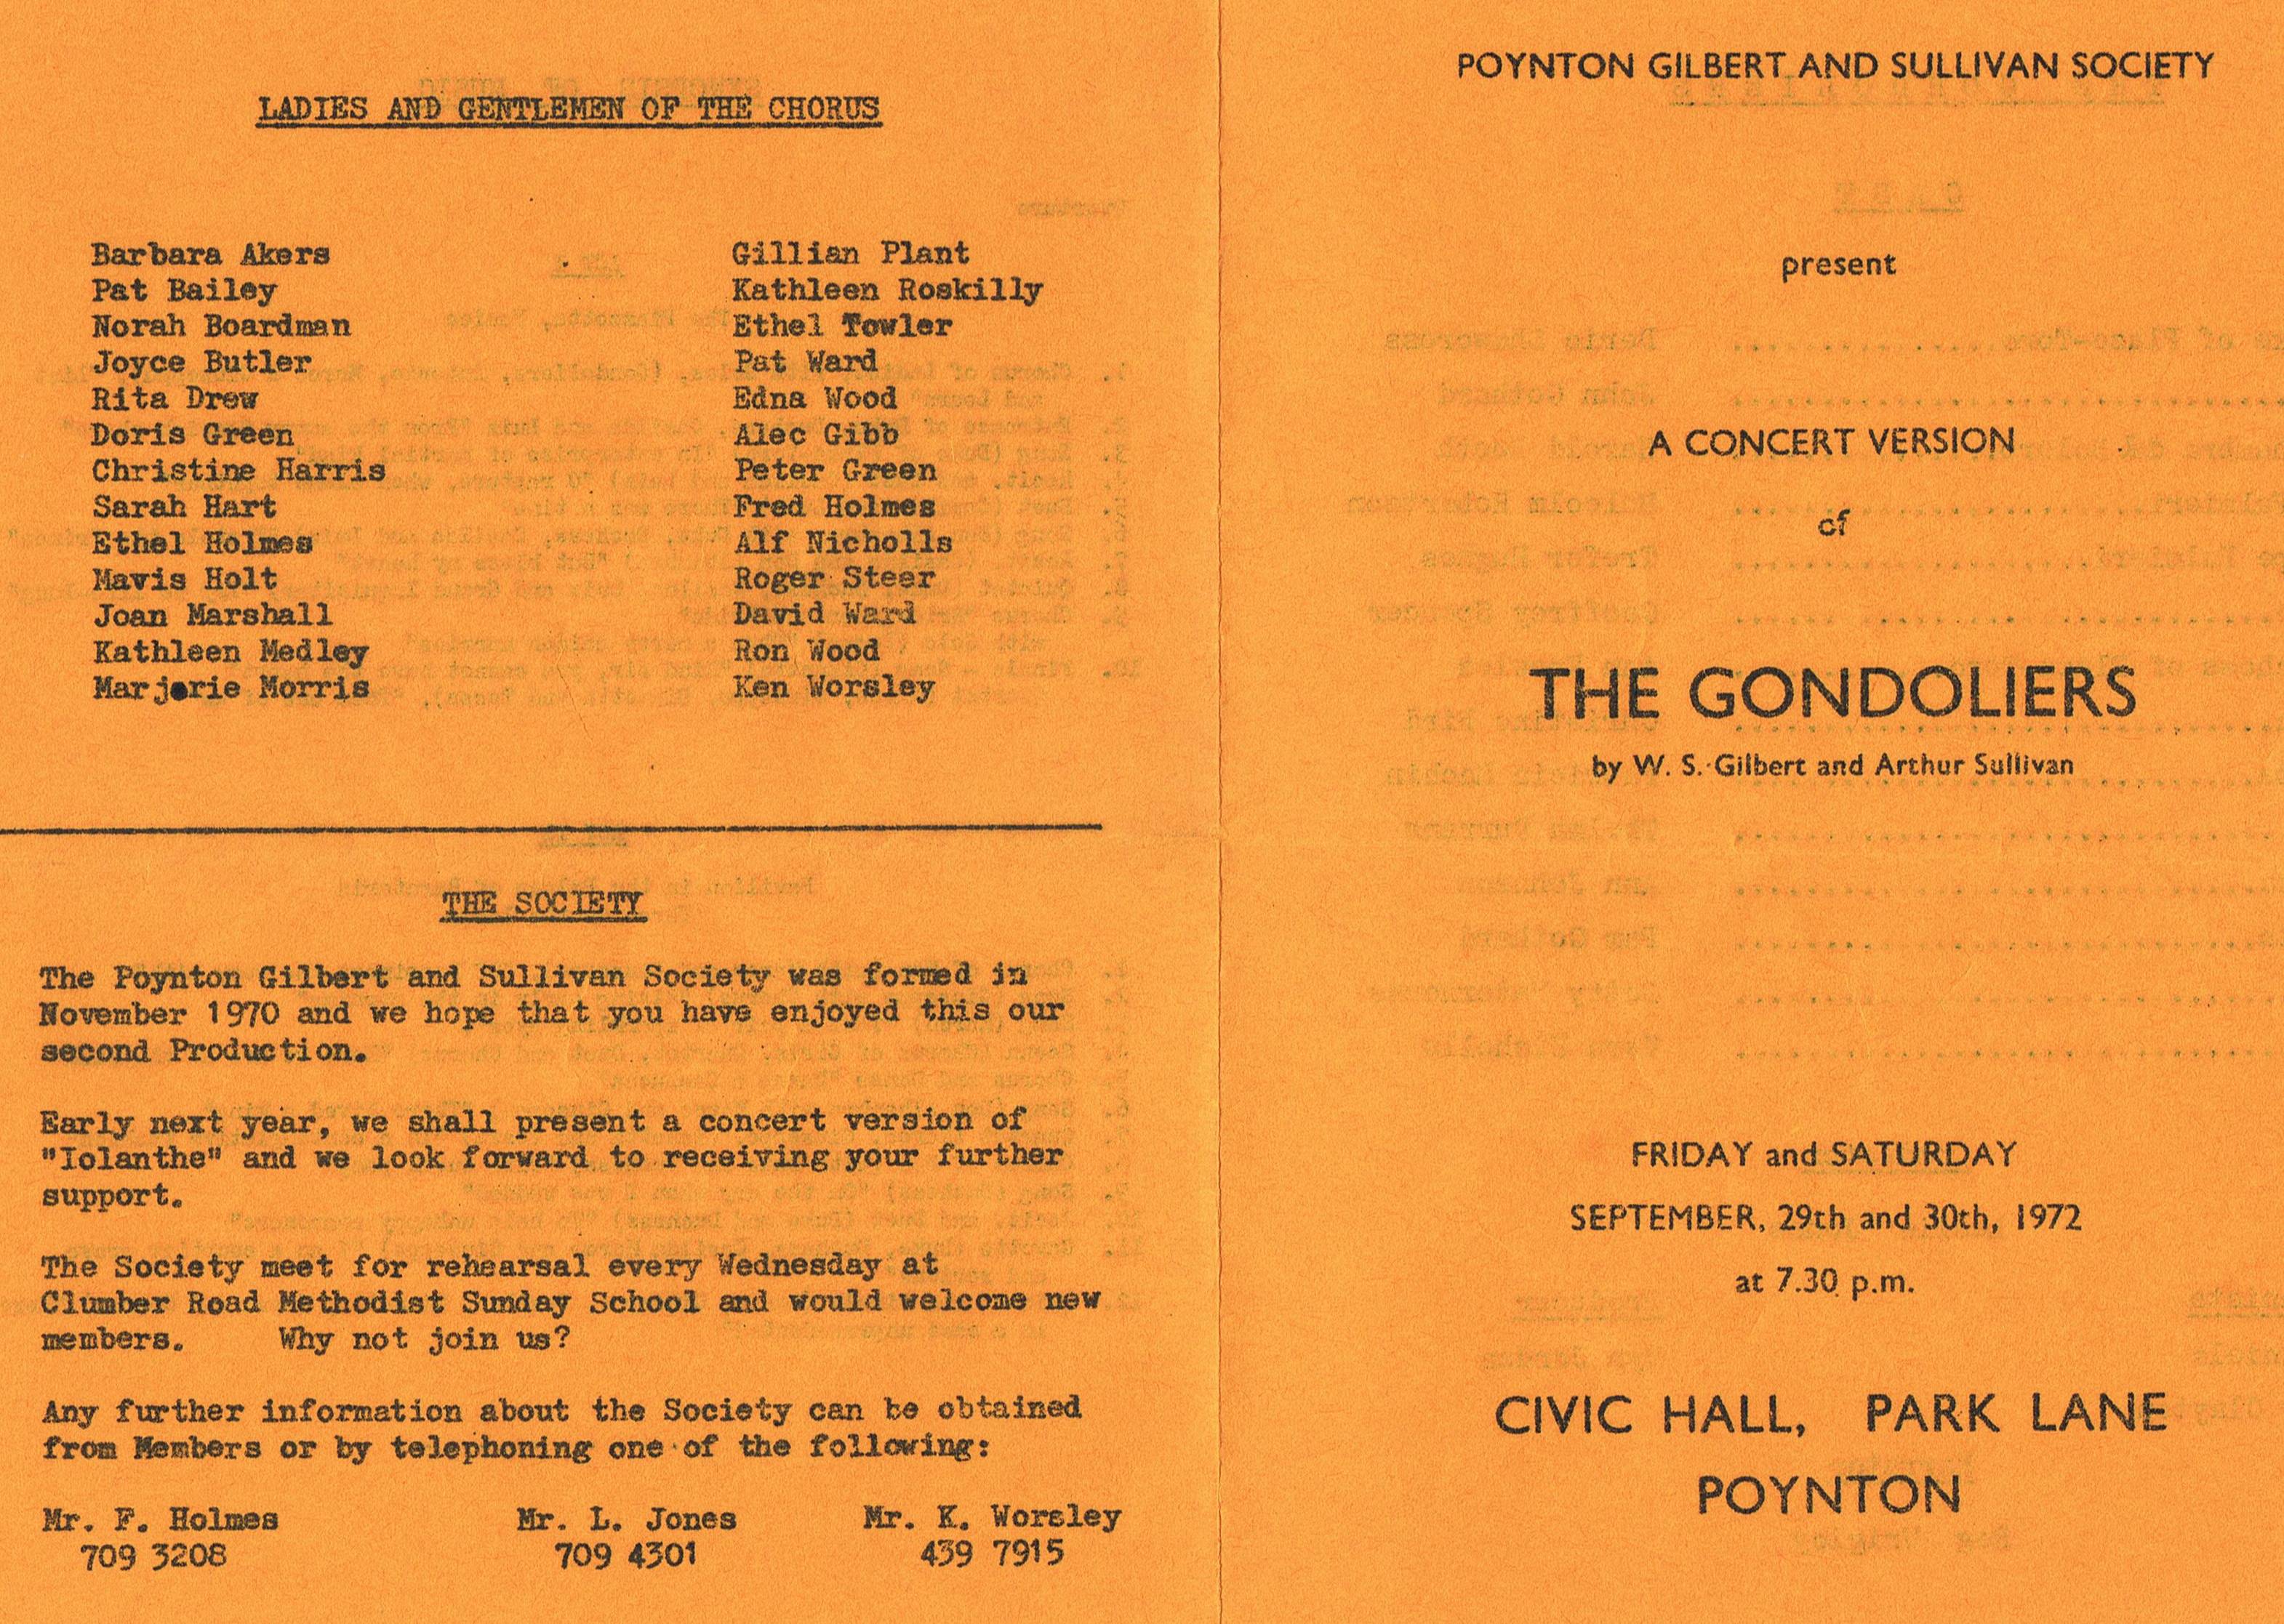 LADIES AND GENTLEMEN OF THE CHORUS
Barbara Akers
Pat Bailey
Norah Boardman
Joyce Butler
Rita Drew
Doris Green
Christine Harris
Sarah Hart
Ethel Holmes
Mavis Holt
Joan Marshall
Kathleen Medley
Marjorie Morris
Gillian Plant
Kathleen Roskilly
Ethel Towler
Pat Ward
Edna Wood
Alec Gibb
Peter Green
Fred Holmes
Alf Nicholls
Roger Steer
David Ward
Ron Wood
Ken Worsley
THE SOCIETY
The Poynton Gilbert and Sullivan Society was formed in
November 1970 and we hope that you have enjoyed this our
second Production.
Early next year, we shall present a concert version of
"Iolanthe" and we look forward to receiving your further
support.
The Society meet for rehearsal every Wednesday at
Clumber Road Methodist Sunday School and would welcome new
members. Why not join us?
Any further information about the Society can be obtained
from Members or by telephoning one of the following:
Mr. F. Holmes Mr. L. Jones Mr. K. Worsley
709 3208 709 4301 439 7915
POYNTON GILBERT AND SULLIVAN SOCIETY
present
A CONCERT VERSION
of
THE GONDOLIERS
by W. S. Gilbert and Arthur Sullivan
FRIDAY and SATURDAY
SEPTEMBER, 29th and 30th, 1972
at 7.30 p.m.
CIVIC HALL, PARK LANE
POYNTON